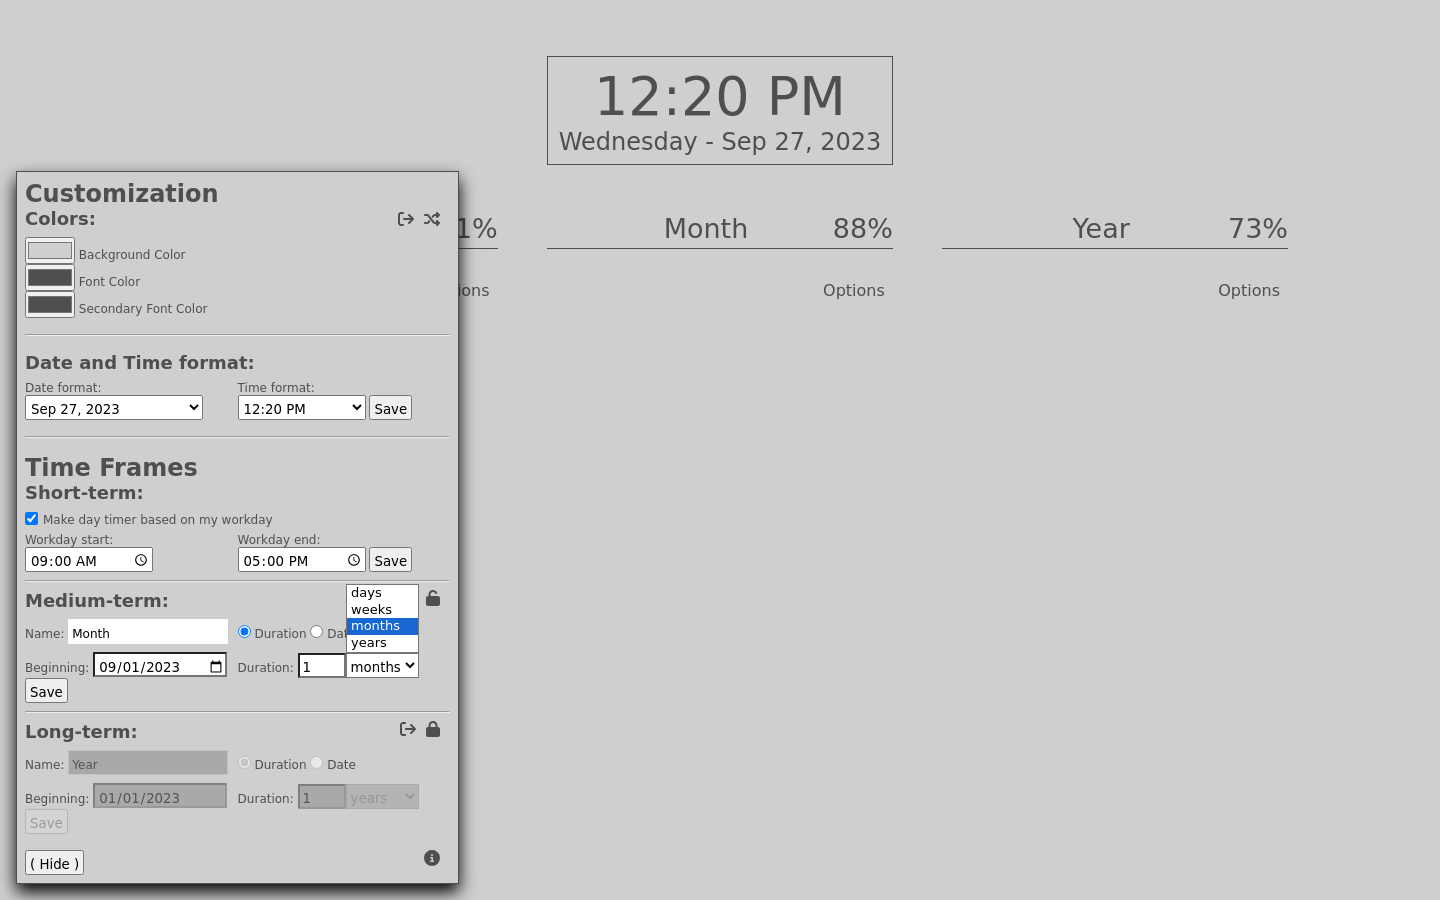 12:20 PM
Wednesday - Sep 27, 2023
Customization
Colors:
Background Color
Font Color
Secondary Font Color
1%
Month 88%
Year 73%
ions
Options
Options
Date and Time format:
Date format:
Time format:
Sep 27, 2023
12:20 PM
Save
Time Frames
Short-term:
Make day timer based on my workday
Workday start:
Workday end:
09:00 AM
05:00 PM
Save
Medium-term:
days
weeks
months
years
Name: Month
Duration
Dat
Beginning: 09/01/2023
Duration: 1 months
Save
Long-term:
Name: Year
Duration
Date
Beginning: 01/01/2023
Duration: 1 years
Save
( Hide )